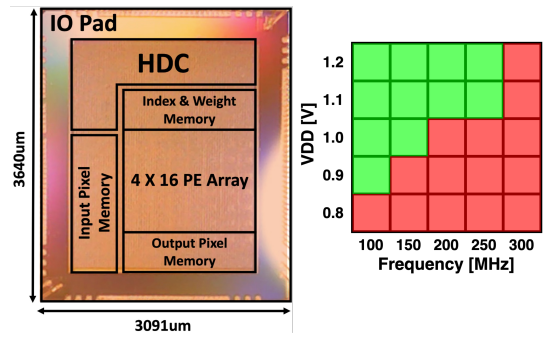 IO Pad
HDC
Index & Weight
Memory
Input Pixel
Memory
4 X 16 PE Array
Output Pixel
Memory
3640um
3091um
VDD [V]
1.2
1.1
1.0
0.9
0.8
100 150 200 250 300
Frequency [MHz]